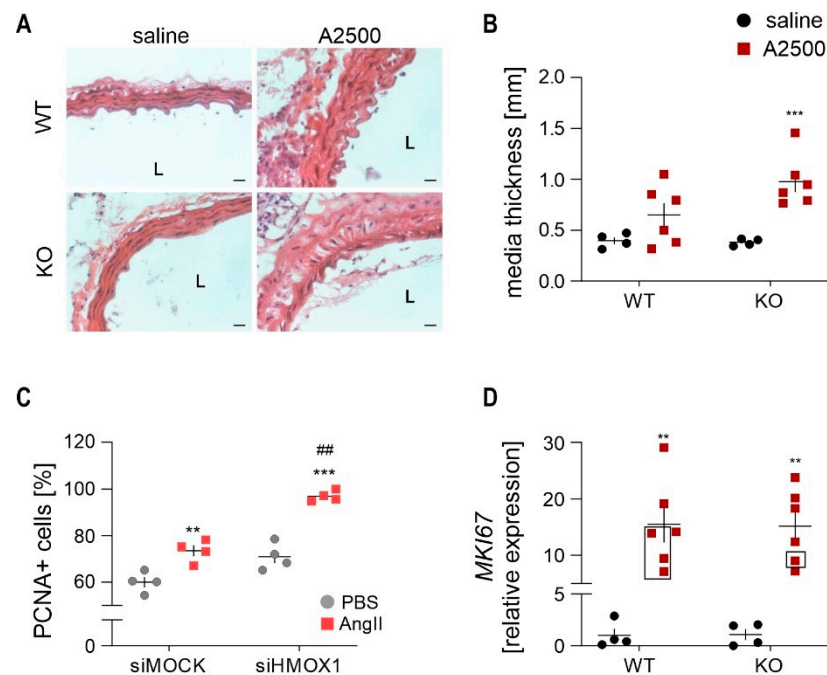 A
saline
A2500
WT
KO
L
L
L
L
B
saline
A2500
media thickness [mm]
2.0
1.5
1.0
0.5
0.0
***
WT
KO
C
PCNA+ cells [%]
120
100
80
60
0
**
##
***
PBS
AngII
siMOCK
siHMOX1
D
MKI67
[relative expression]
30
20
10
5
0
**
**
WT
KO